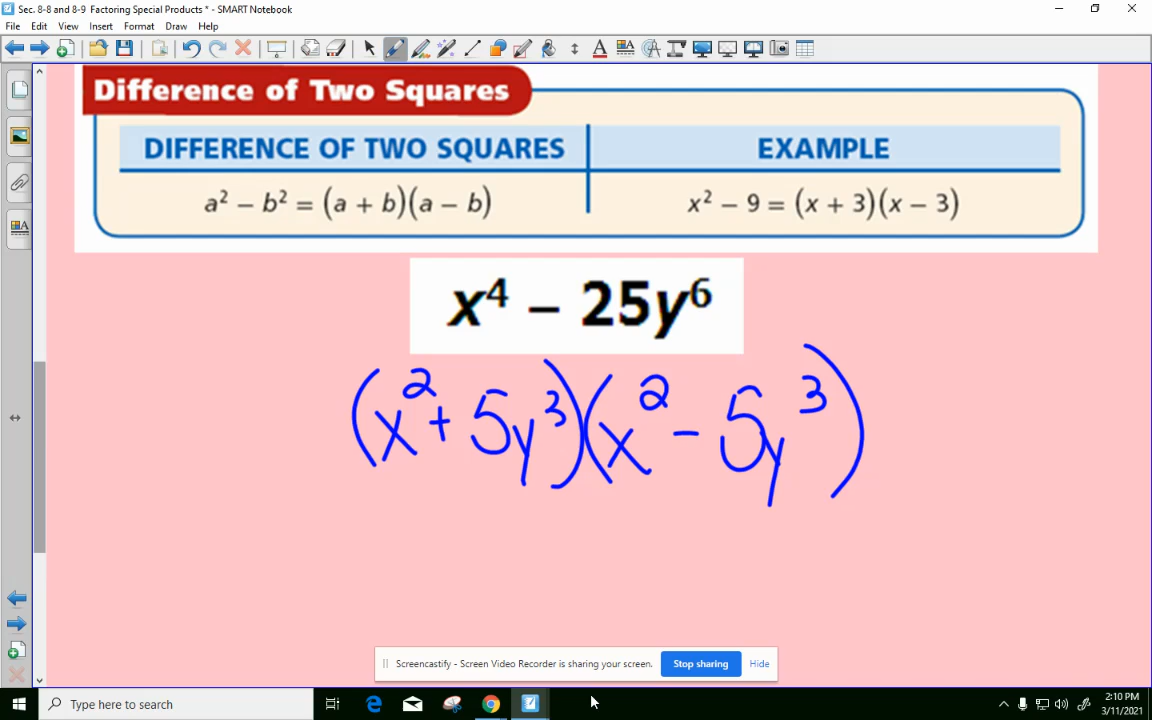 Sec. 8-8 and 8-9 Factoring Special Products * - SMART Notebook
File Edit View Insert Format Draw Help
Difference of Two Squares
DIFFERENCE OF TWO SQUARES EXAMPLE
a² − b² = (a + b)(a − b) x² − 9 = (x + 3)(x − 3)
x⁴ − 25y⁶
(x² + 5y³)(x² − 5y³)
Screencastify - Screen Video Recorder is sharing your screen. Stop sharing Hide
Type here to search
2:10 PM
3/11/2021